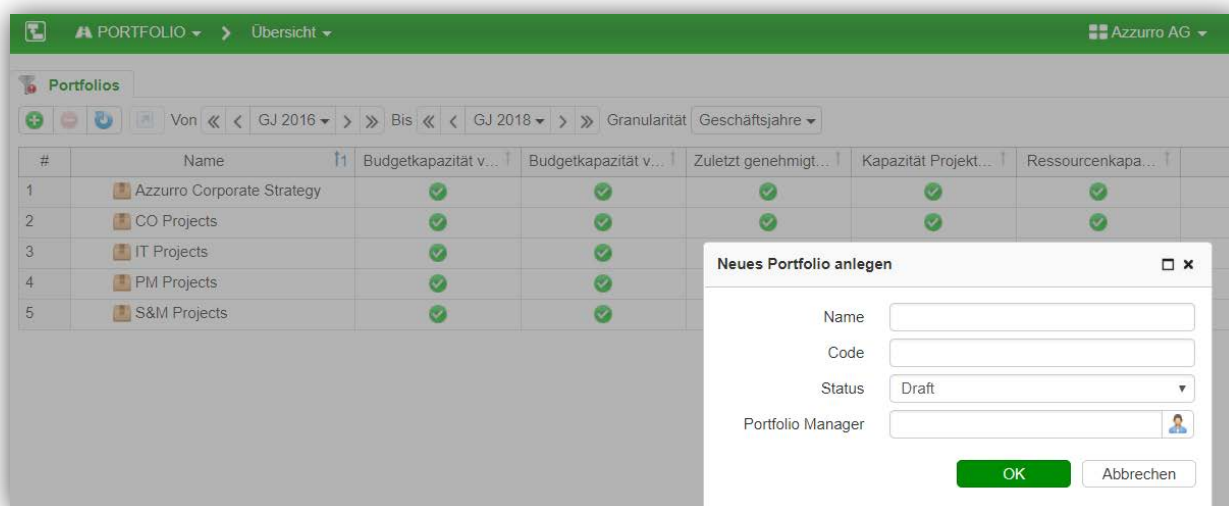 PORTFOLIO Übersicht Azzurro AG
Portfolios
Von GJ 2016 Bis GJ 2018 Granularität Geschäftsjahre
# Name 1 Budgetkapazität v... Budgetkapazität v... Zuletzt genehmigt... Kapazität Projekt... Ressourcenkapa...
1 Azzurro Corporate Strategy
2 CO Projects
3 IT Projects
4 PM Projects
5 S&M Projects
Neues Portfolio anlegen
Name
Code
Status Draft
Portfolio Manager
OK Abbrechen